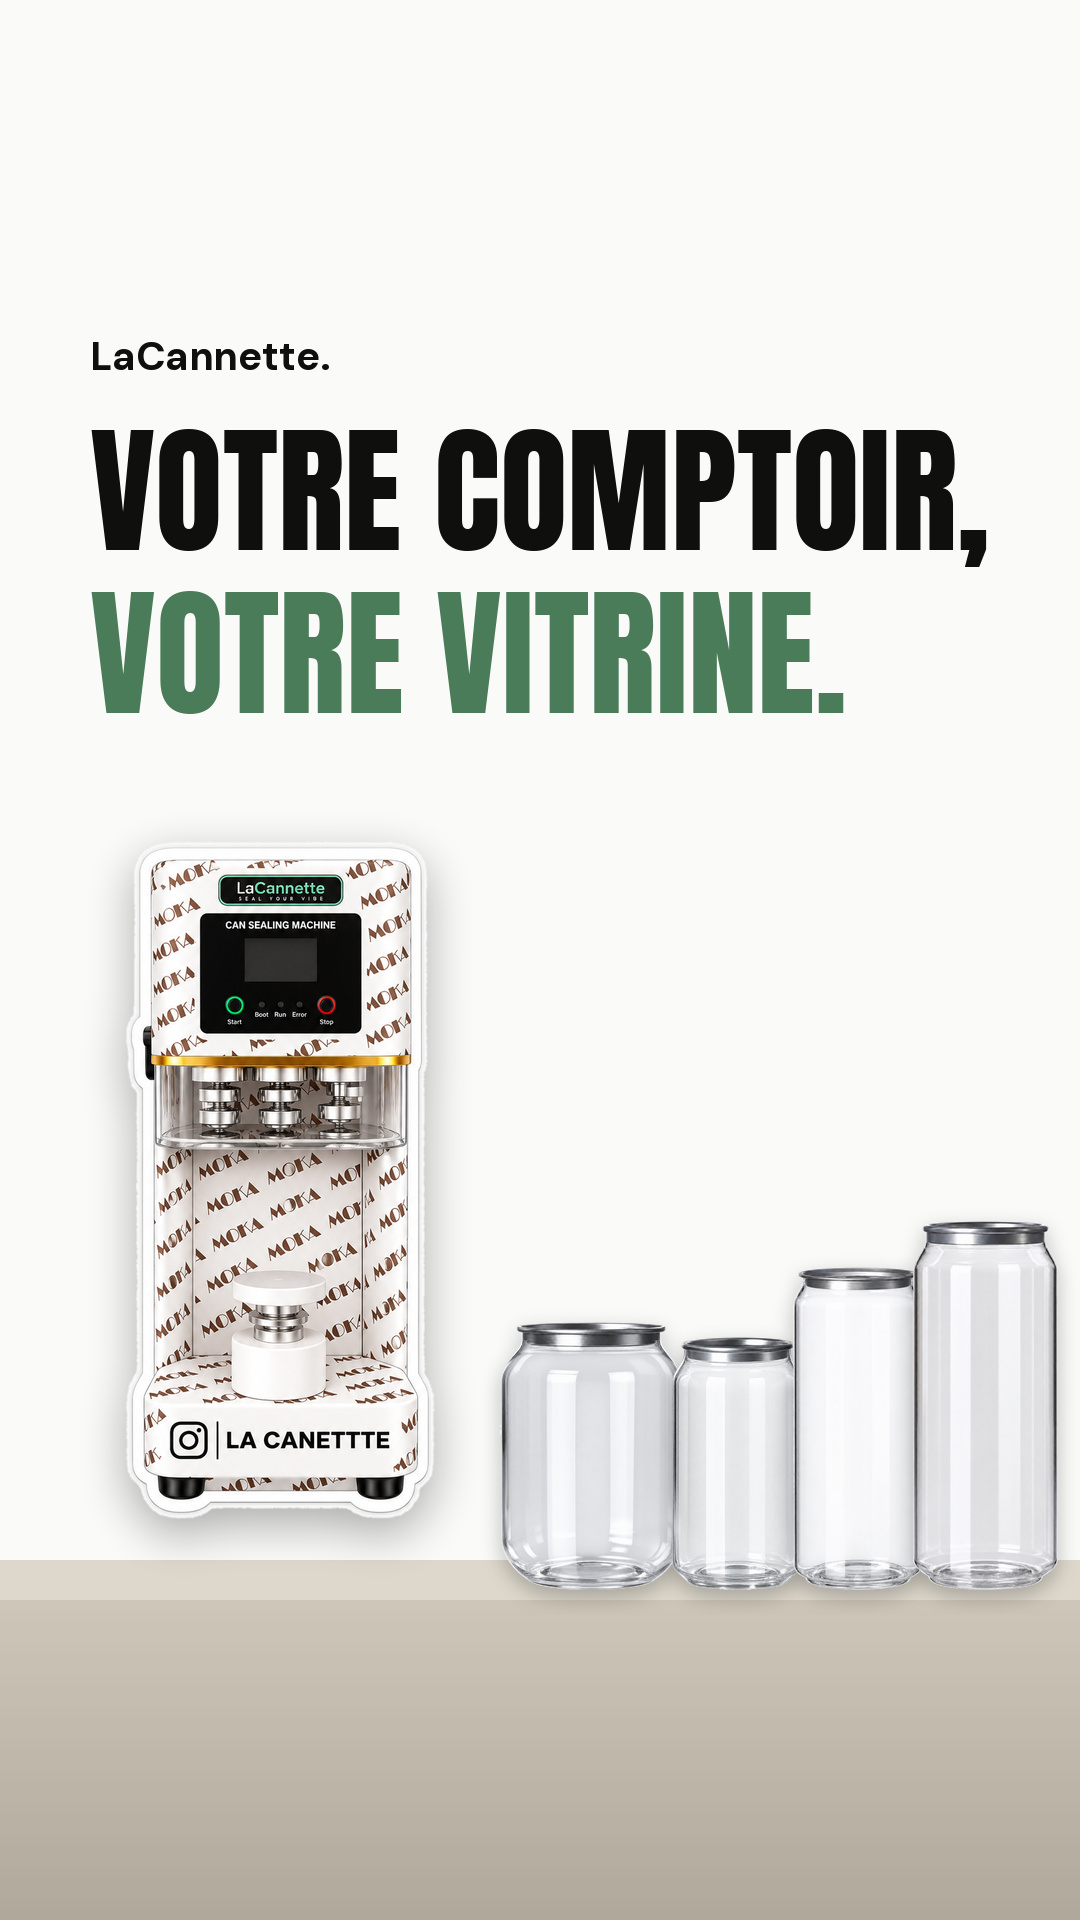 LaCannette.
VOTRE COMPTOIR,
VOTRE VITRINE.
LaCannette
SEAL YOUR VIBE
CAN SEALING MACHINE
Start Boot Run Error Stop
MOKA
LA CANETTTE